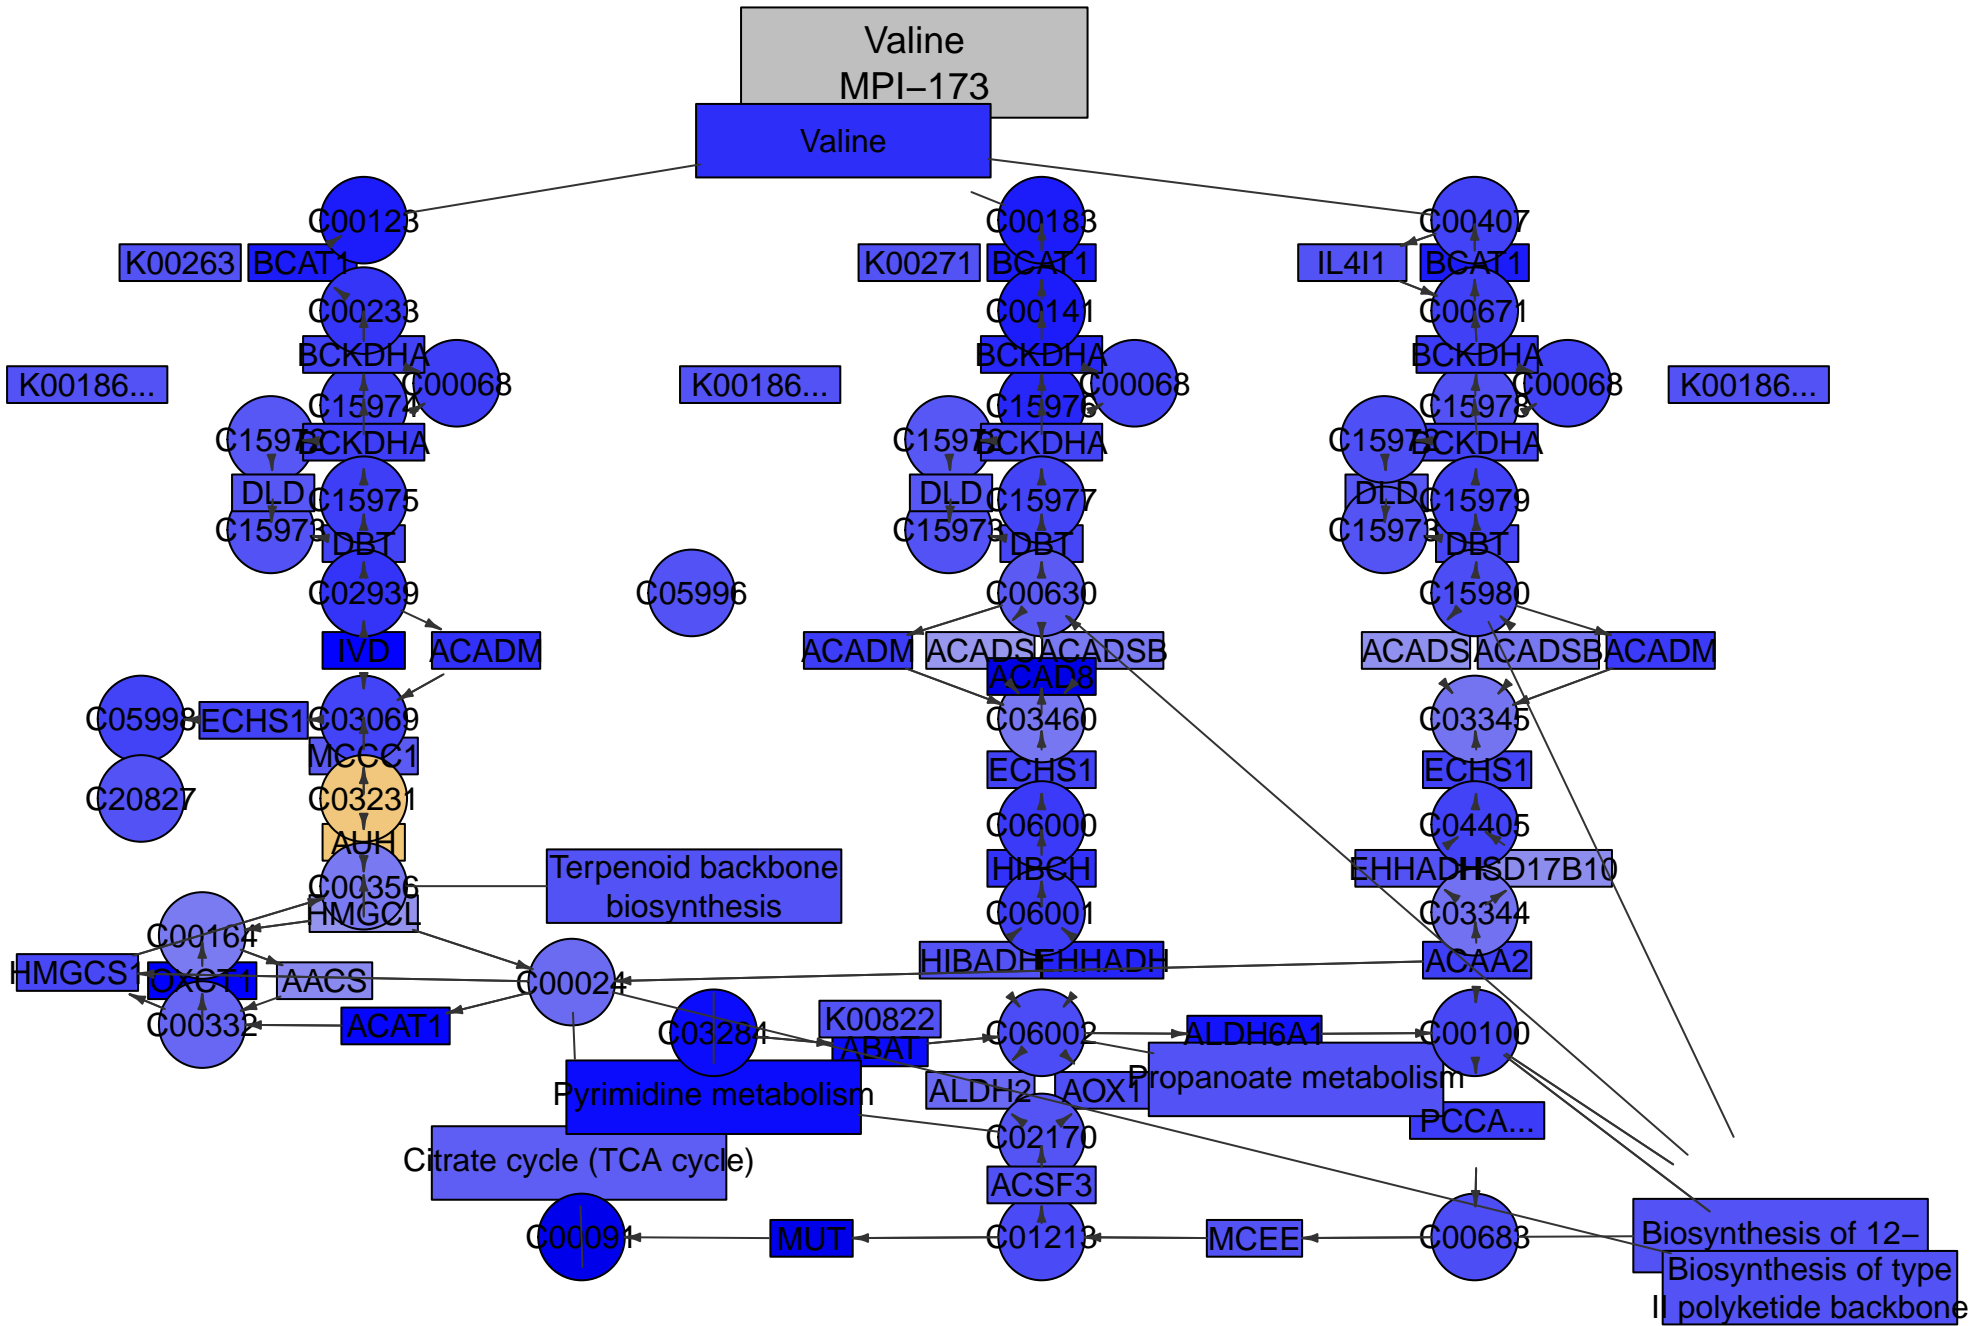 Valine
MPI–173
Valine
C00123
C00183
C00407
K00263
BCAT1
K00271
BCAT1
IL4I1
BCAT1
C00233
C00141
C00671
BCKDHA
BCKDHA
BCKDHA
K00186...
C15974
C00068
K00186...
C15976
C00068
C15978
C00068
K00186...
C15972
BCKDHA
C15972
BCKDHA
C15972
BCKDHA
DLD
C15975
DLD
C15977
DLD
C15979
C15973
DBT
C15973
DBT
C15973
DBT
C02939
C05996
C00630
C15980
IVD
ACADM
ACADM
ACADS
ACADSB
ACADS
ACADSB
ACADM
ACAD8
C05998
ECHS1
C03069
C03460
C03345
MCCC1
ECHS1
ECHS1
C20827
C03231
C06000
C04405
AUH
Terpenoid backbone
biosynthesis
HIBCH
EHHADH
HSD17B10
C00356
HMGCL
C06001
C03344
C00164
HMGCS1
OXCT1
AACS
C00024
HIBADH
EHHADH
ACAA2
C00332
ACAT1
C03284
K00822
ABAT
C06002
ALDH6A1
C00100
Pyrimidine metabolism
ALDH2
AOX1
Propanoate metabolism
PCCA...
C02170
Citrate cycle (TCA cycle)
ACSF3
C00091
MUT
C01213
MCEE
C00683
Biosynthesis of 12–
Biosynthesis of type
II polyketide backbone